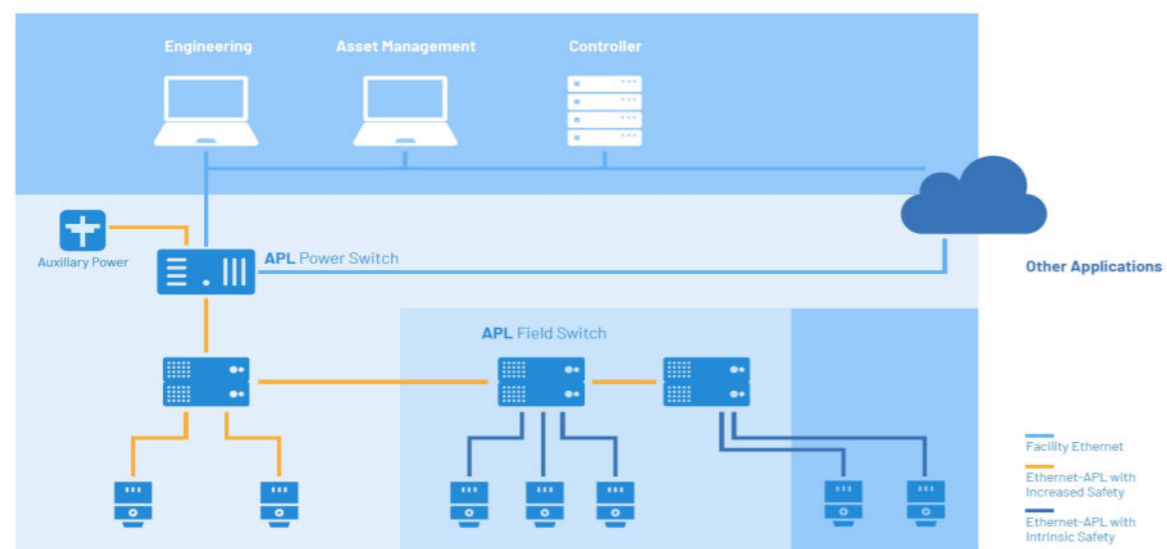 Engineering
Asset Management
Controller
Auxiliary Power
APL Power Switch
Other Applications
APL Field Switch
Facility Ethernet
Ethernet-APL with
Increased Safety
Ethernet-APL with
Intrinsic Safety